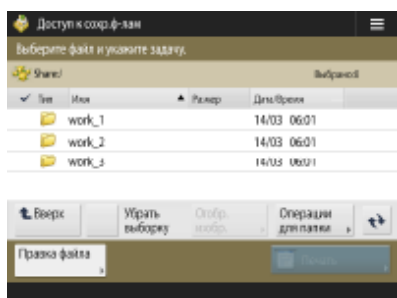 Доступ к сохр.ф-лам
Выберите файл и укажите задачу.
Share:/ Выбрано:0
Тип Имя Размер Дата/Время
work_1 14/03 06:01
work_2 14/03 06:01
work_3 14/03 06:01
Вверх Убрать выборку Отобр. изобр. Операции для папки
Правка файла Печать